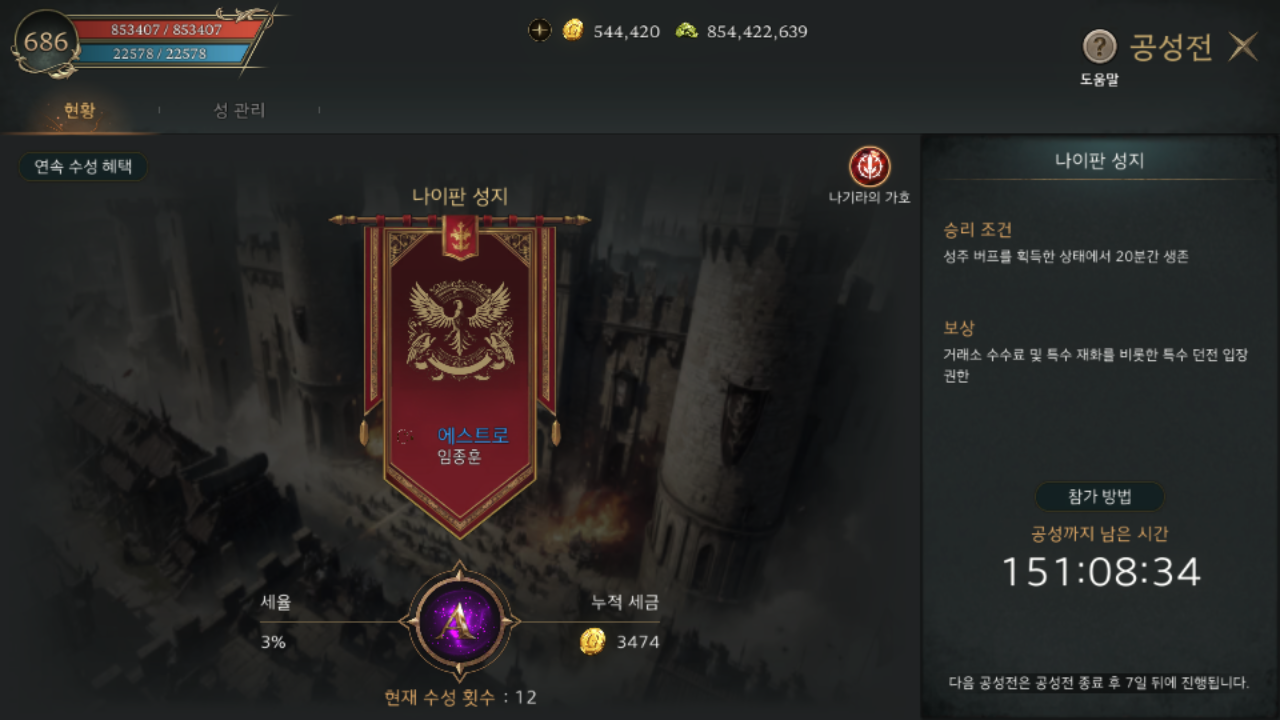 686
853407 / 853407
22578 / 22578
544,420
854,422,639
도움말
공성전
현황
성 관리
연속 수성 혜택
나기라의 가호
나이판 성지
에스트로
임종훈
세율
3%
누적 세금
3474
현재 수성 횟수 : 12
나이판 성지
승리 조건
성주 버프를 획득한 상태에서 20분간 생존
보상
거래소 수수료 및 특수 재화를 비롯한 특수 던전 입장
권한
참가 방법
공성까지 남은 시간
151:08:34
다음 공성전은 공성전 종료 후 7일 뒤에 진행됩니다.